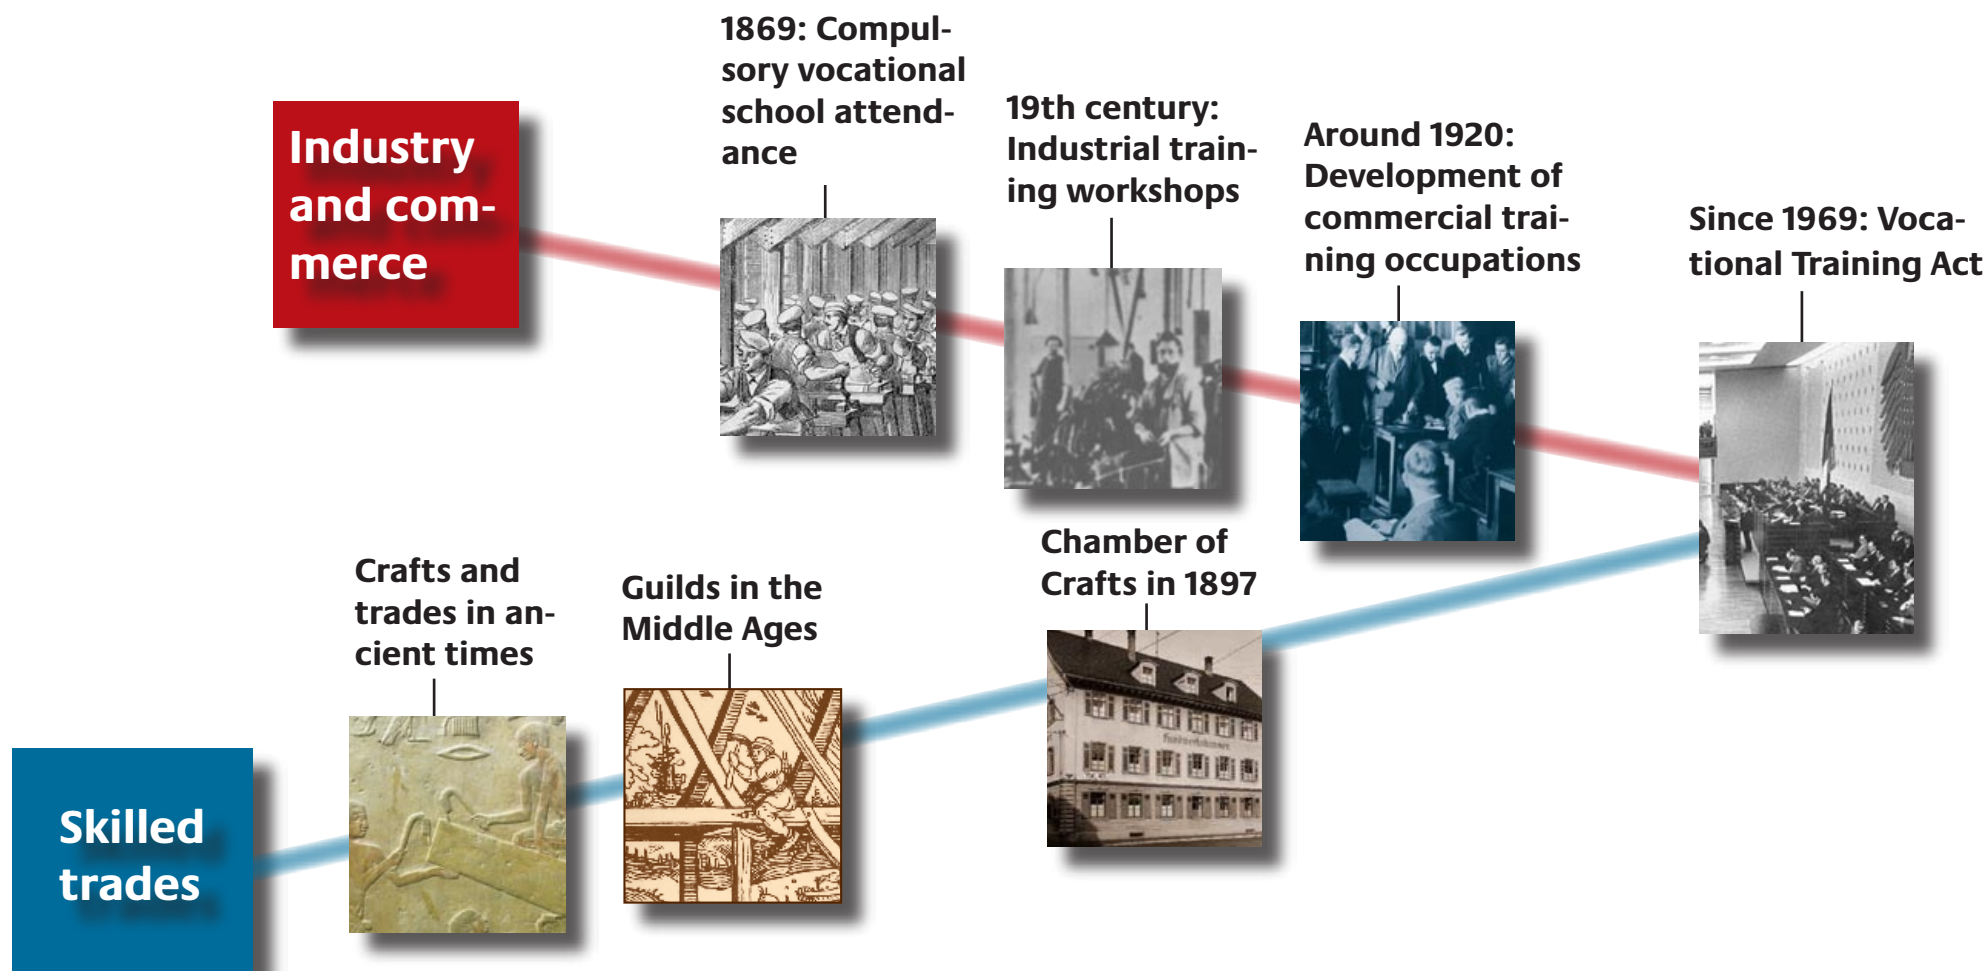 Industry
and com-
merce
1869: Compul-
sory vocational
school attend-
ance
19th century:
Industrial train-
ing workshops
Around 1920:
Development of
commercial trai-
ning occupations
Since 1969: Voca-
tional Training Act
Skilled
trades
Crafts and
trades in an-
cient times
Guilds in the
Middle Ages
Chamber of
Crafts in 1897
Handwerkskammer